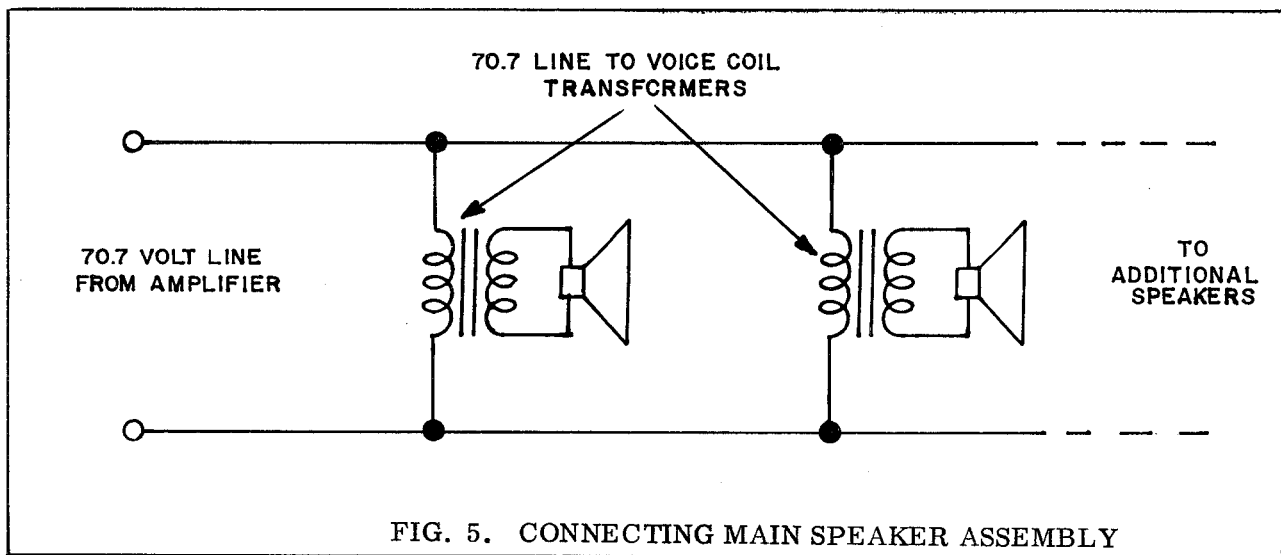 70.7 LINE TO VOICE COIL
TRANSFORMERS
70.7 VOLT LINE
FROM AMPLIFIER
TO
ADDITIONAL
SPEAKERS
FIG. 5. CONNECTING MAIN SPEAKER ASSEMBLY